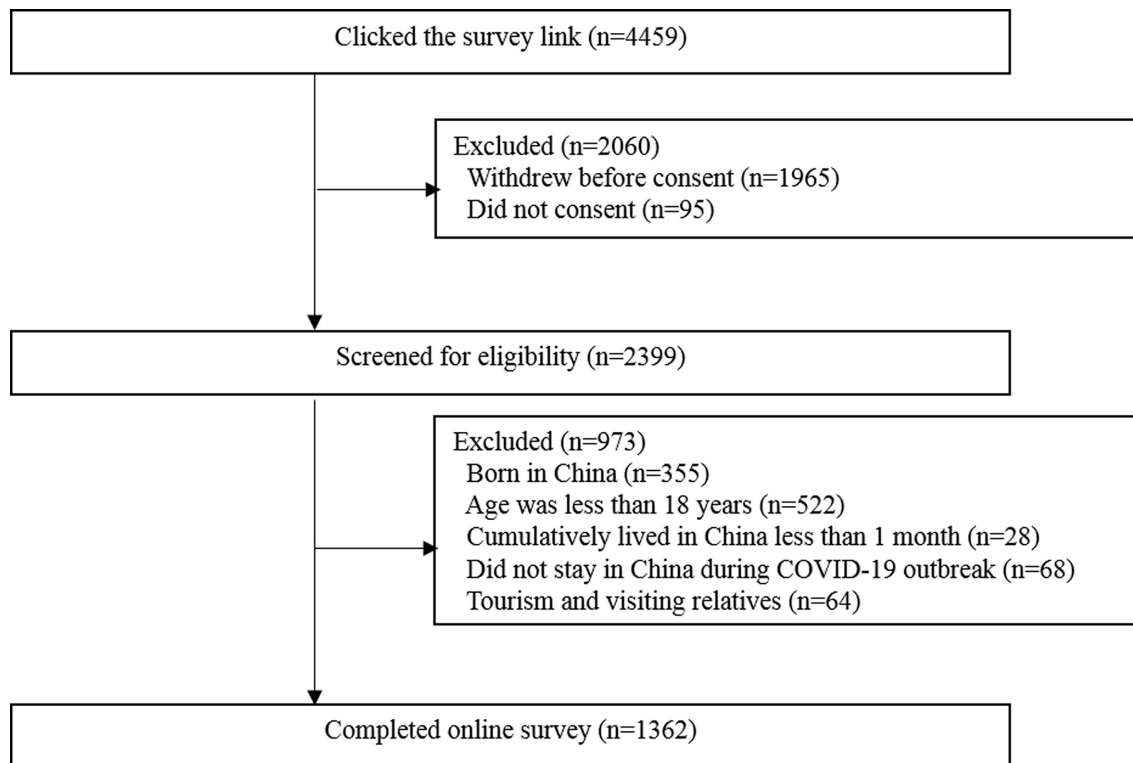 Clicked the survey link (n=4459)
Excluded (n=2060)
Withdrew before consent (n=1965)
Did not consent (n=95)
Screened for eligibility (n=2399)
Excluded (n=973)
Born in China (n=355)
Age was less than 18 years (n=522)
Cumulatively lived in China less than 1 month (n=28)
Did not stay in China during COVID-19 outbreak (n=68)
Tourism and visiting relatives (n=64)
Completed online survey (n=1362)